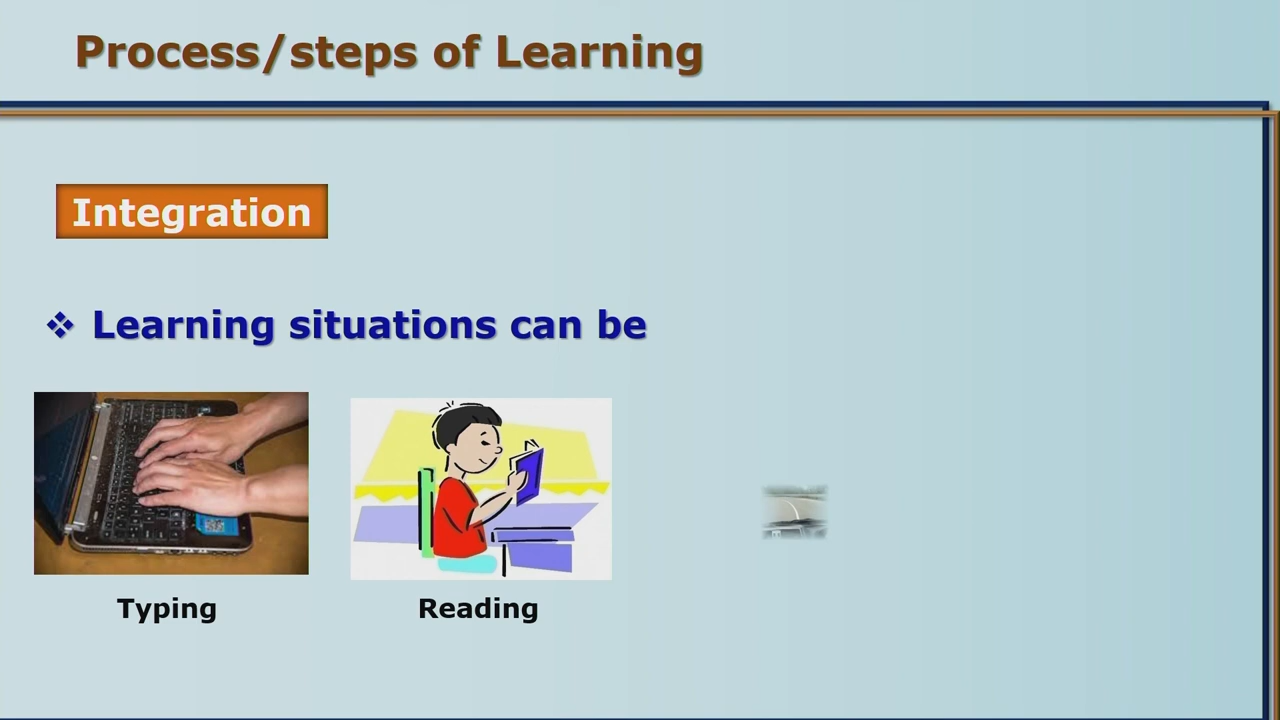 Process/steps of Learning
Integration
❖ Learning situations can be
Typing
Reading